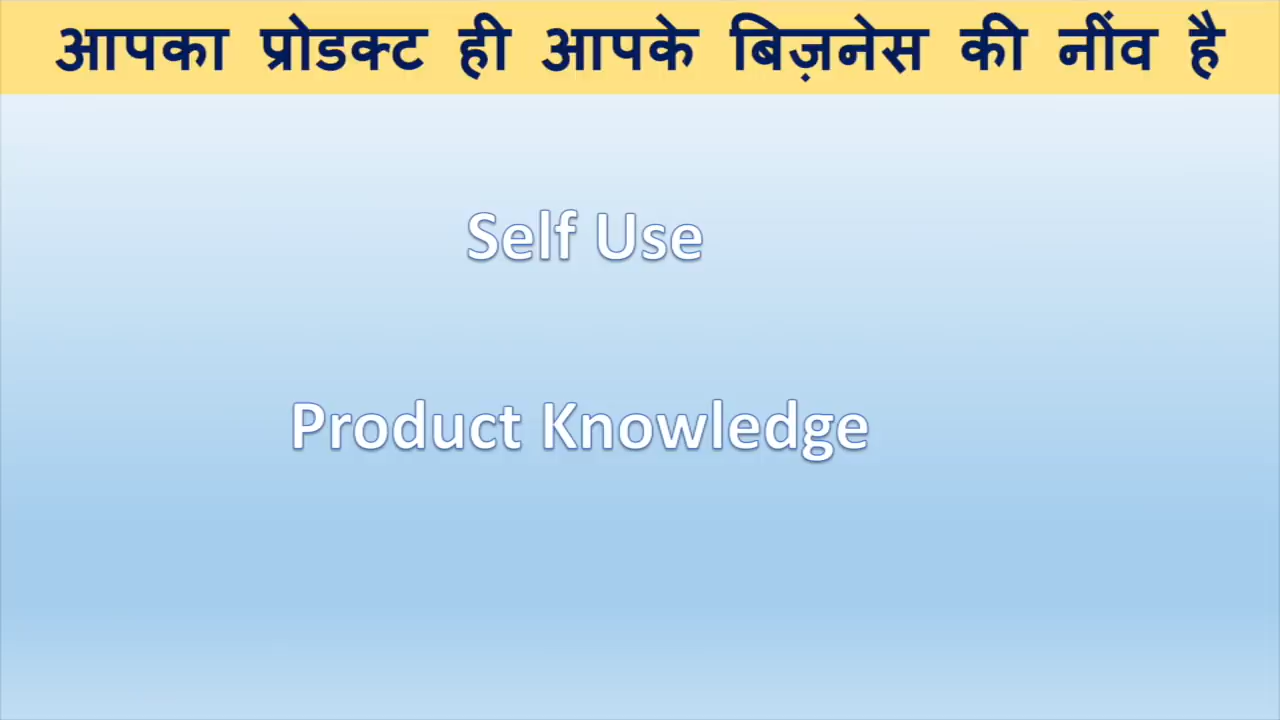 आपका प्रोडक्ट ही आपके बिज़नेस की नींव है
Self Use
Product Knowledge